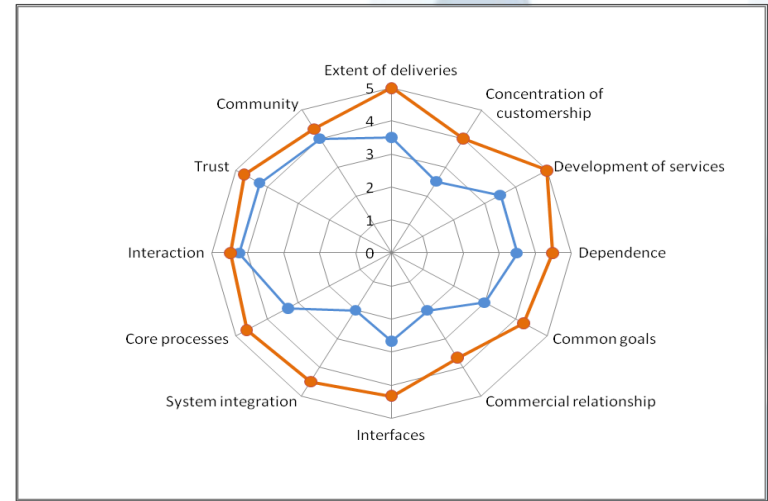 Extent of deliveries
5
4
3
2
1
0
Concentration of
customership
Development of services
Dependence
Common goals
Commercial relationship
Interfaces
System integration
Core processes
Interaction
Trust
Community